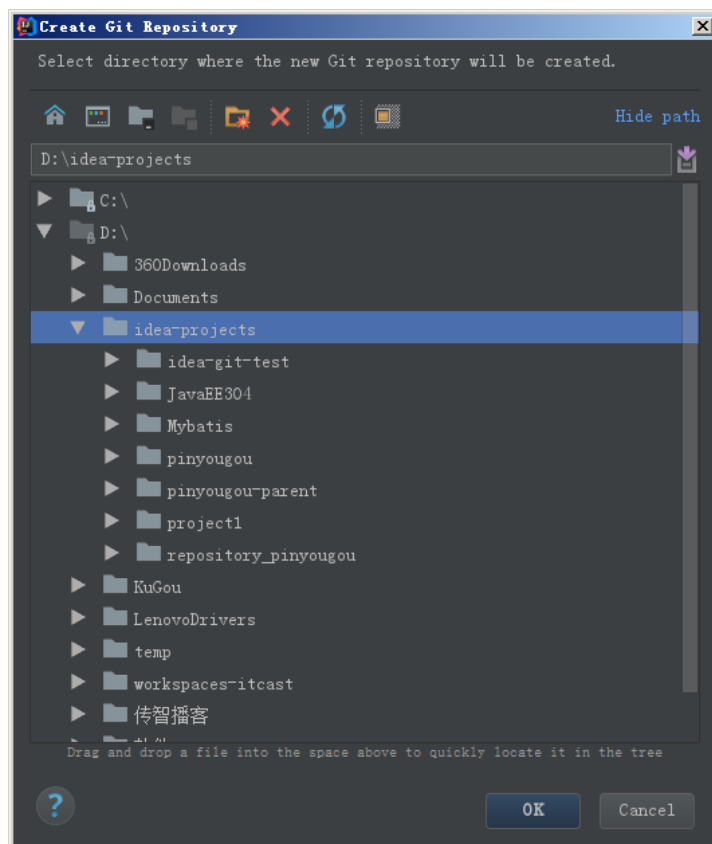 Create Git Repository
Select directory where the new Git repository will be created.
Hide path
D:\idea-projects
C:\
D:\
360Downloads
Documents
idea-projects
idea-git-test
JavaEE304
Mybatis
pinyougou
pinyougou-parent
project1
repository_pinyougou
KuGou
LenovoDrivers
temp
workspaces-itcast
传智播客
Drag and drop a file into the space above to quickly locate it in the tree
?
OK
Cancel